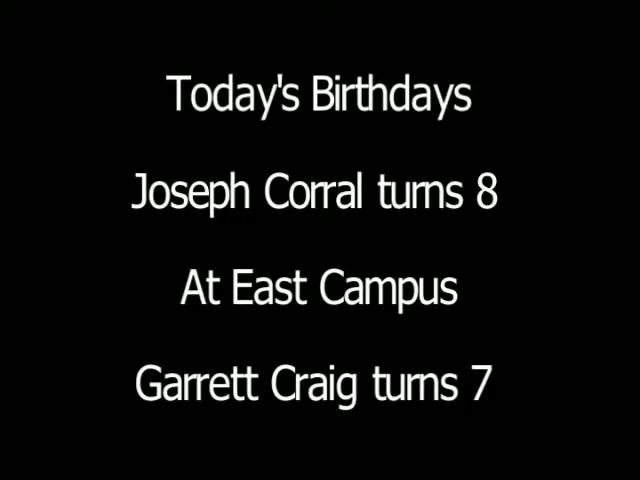 Today's Birthdays
Joseph Corral turns 8
At East Campus
Garrett Craig turns 7